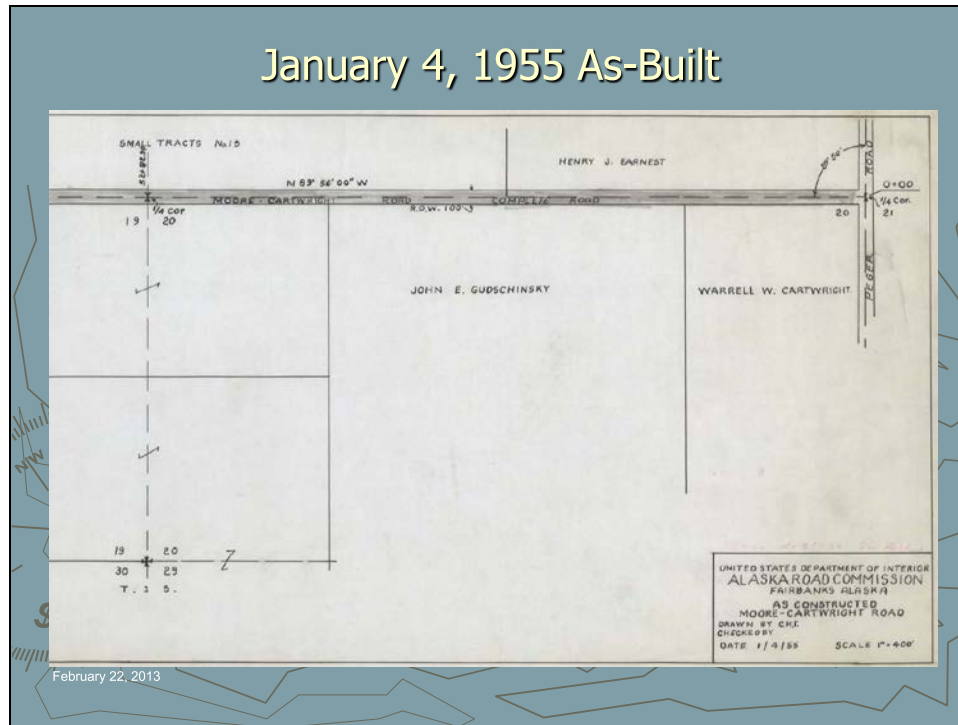 January 4, 1955 As-Built
SMALL TRACTS No 15
HENRY J. EARNEST
ROAD
N 89° 56' 00" W
0+00
MOORE - CARTWRIGHT ROAD COMPLETE ROAD
R.O.W. 100'
1/4 Cor
19 20
1/4 Cor.
20 21
PEGER
JOHN E. GUDSCHINSKY
WARRELL W. CARTWRIGHT
NW
19 20
30 29
T. 1 S.
S
UNITED STATES DEPARTMENT OF INTERIOR
ALASKA ROAD COMMISSION
FAIRBANKS ALASKA
AS CONSTRUCTED
MOORE-CARTWRIGHT ROAD
DRAWN BY C.H.I.
CHECKED BY
DATE 1/4/55 SCALE 1"=400'
February 22, 2013